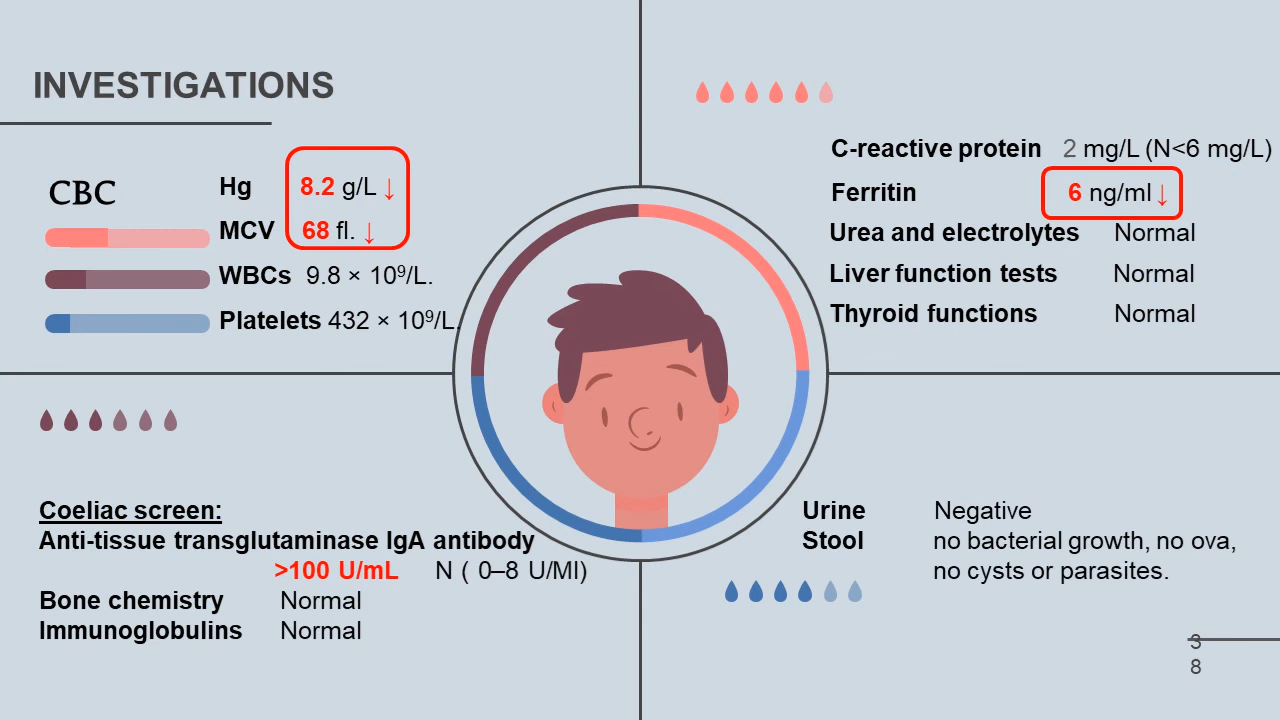 INVESTIGATIONS
CBC
Hg 8.2 g/L ↓
MCV 68 fl. ↓
WBCs 9.8 × 10⁹/L.
Platelets 432 × 10⁹/L.
C-reactive protein 2 mg/L (N<6 mg/L)
Ferritin 6 ng/ml ↓
Urea and electrolytes Normal
Liver function tests Normal
Thyroid functions Normal
Coeliac screen:
Anti-tissue transglutaminase IgA antibody
>100 U/mL N ( 0–8 U/Ml)
Bone chemistry Normal
Immunoglobulins Normal
Urine Negative
Stool no bacterial growth, no ova,
no cysts or parasites.
3
8